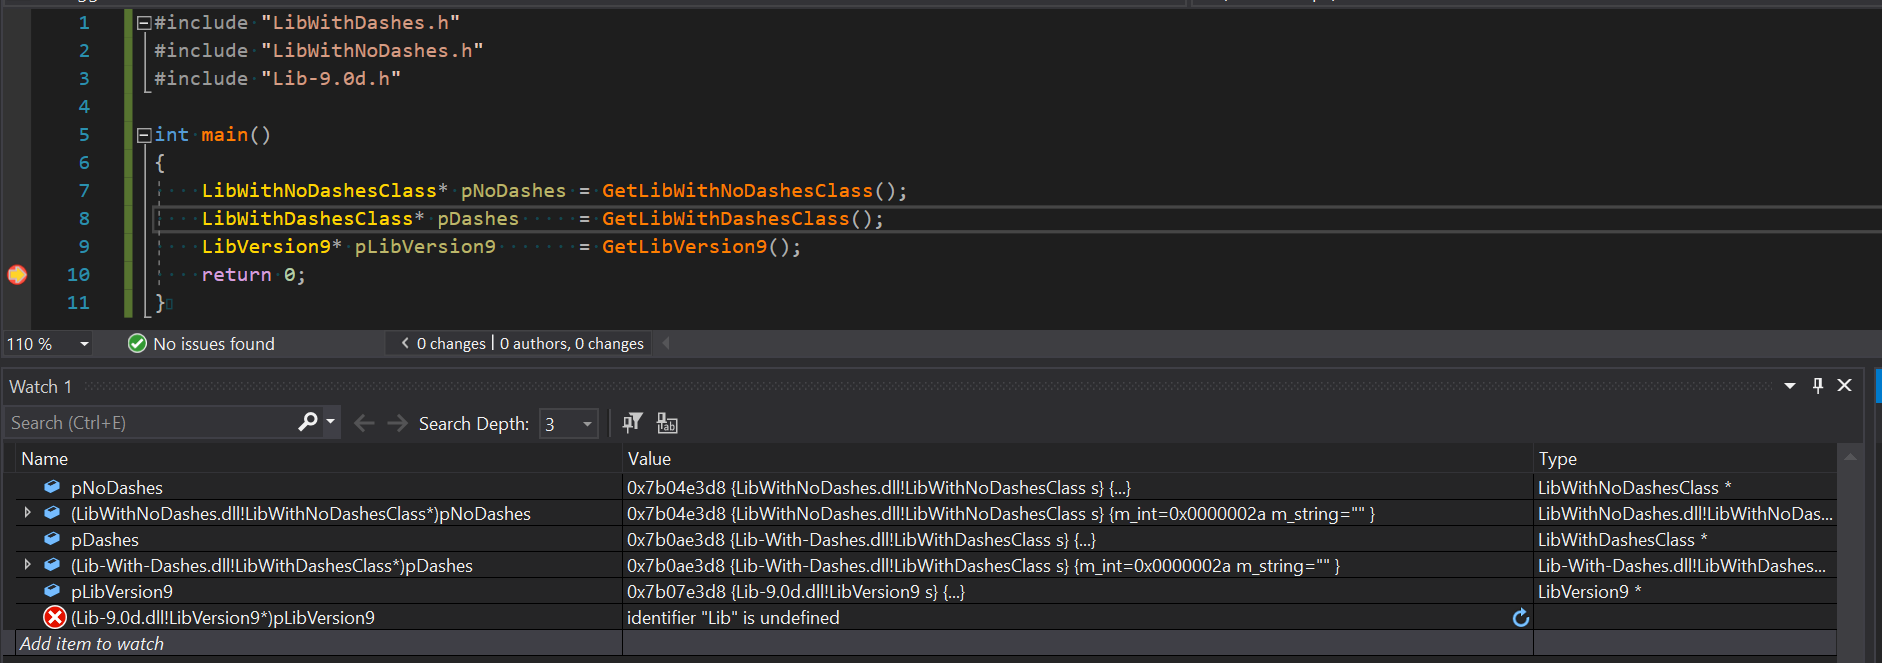 1 #include "LibWithDashes.h"
2 #include "LibWithNoDashes.h"
3 #include "Lib-9.0d.h"
4
5 int main()
6 {
7 LibWithNoDashesClass* pNoDashes = GetLibWithNoDashesClass();
8 LibWithDashesClass* pDashes = GetLibWithDashesClass();
9 LibVersion9* pLibVersion9 = GetLibVersion9();
10 return 0;
11 }
110 % No issues found 0 changes | 0 authors, 0 changes
Watch 1
Search (Ctrl+E) Search Depth: 3
Name Value Type
pNoDashes 0x7b04e3d8 {LibWithNoDashes.dll!LibWithNoDashesClass s} {...} LibWithNoDashesClass *
(LibWithNoDashes.dll!LibWithNoDashesClass*)pNoDashes 0x7b04e3d8 {LibWithNoDashes.dll!LibWithNoDashesClass s} {m_int=0x0000002a m_string="" } LibWithNoDashes.dll!LibWithNoDas...
pDashes 0x7b0ae3d8 {Lib-With-Dashes.dll!LibWithDashesClass s} {...} LibWithDashesClass *
(Lib-With-Dashes.dll!LibWithDashesClass*)pDashes 0x7b0ae3d8 {Lib-With-Dashes.dll!LibWithDashesClass s} {m_int=0x0000002a m_string="" } Lib-With-Dashes.dll!LibWithDashes...
pLibVersion9 0x7b07e3d8 {Lib-9.0d.dll!LibVersion9 s} {...} LibVersion9 *
(Lib-9.0d.dll!LibVersion9*)pLibVersion9 identifier "Lib" is undefined
Add item to watch